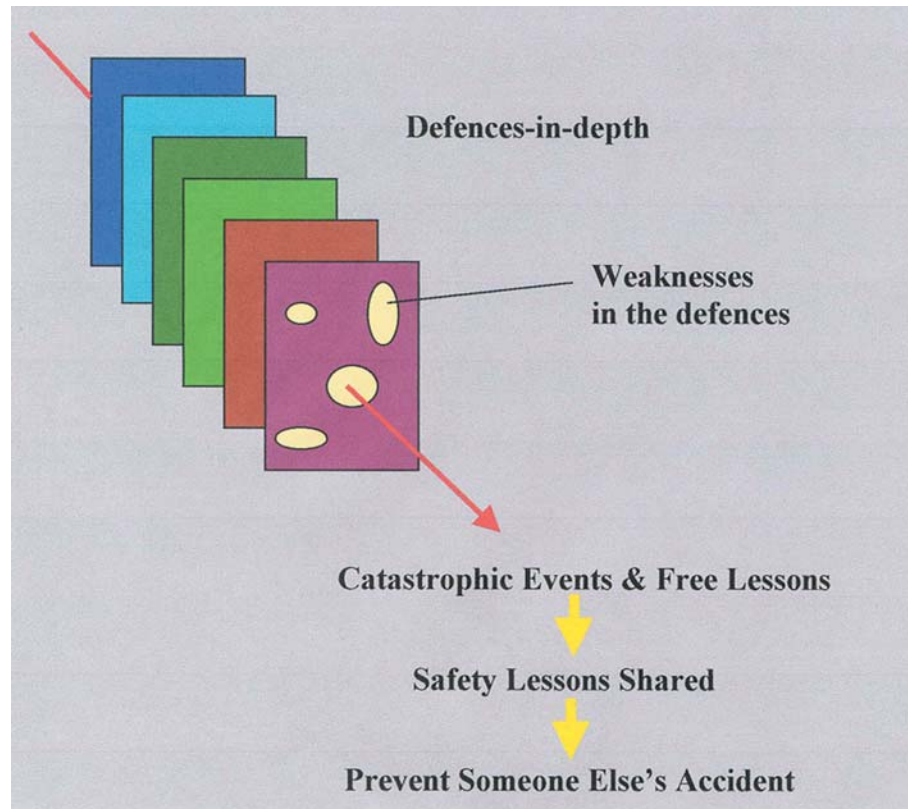 Defences-in-depth
Weaknesses
in the defences
Catastrophic Events & Free Lessons
Safety Lessons Shared
Prevent Someone Else's Accident